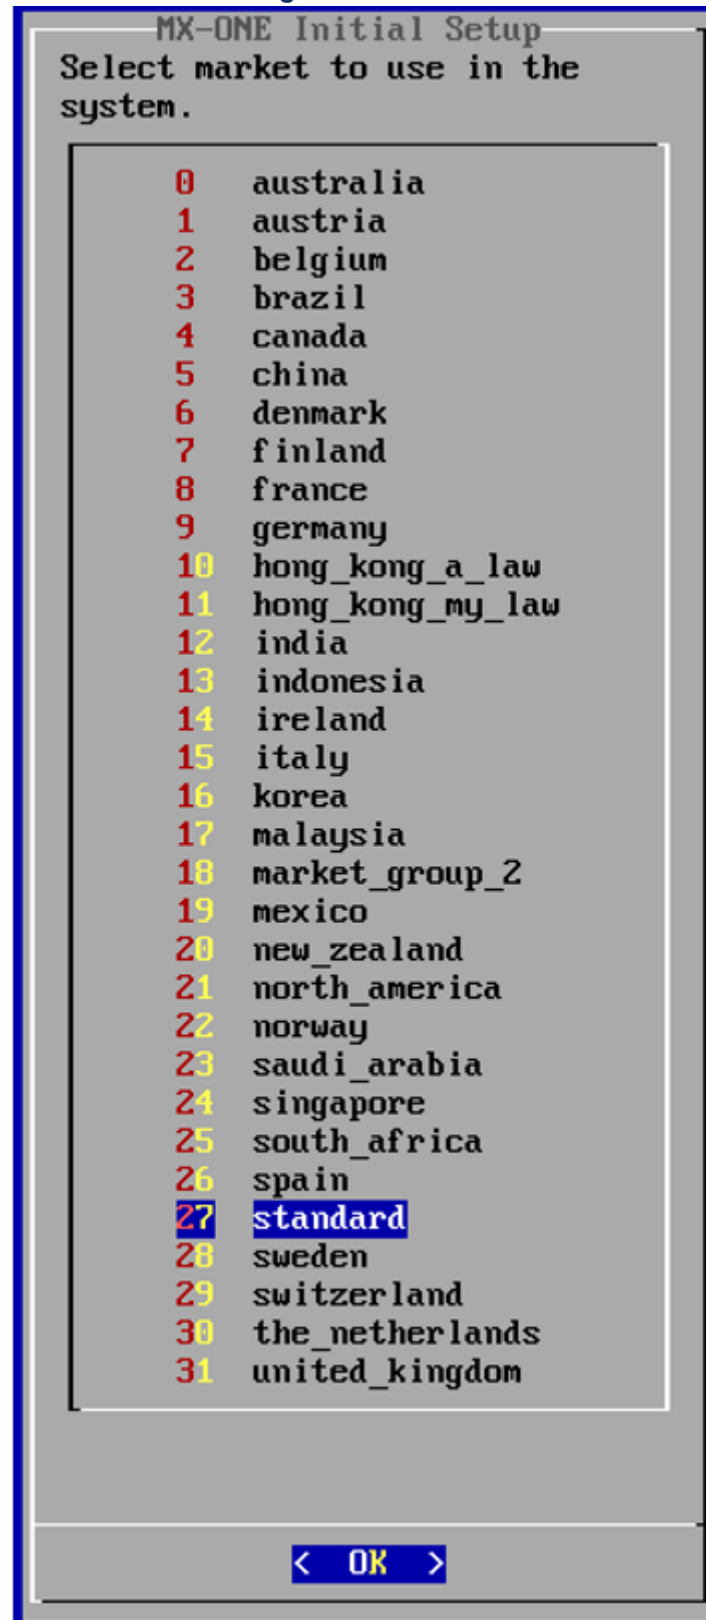 MX-ONE Initial Setup
Select market to use in the
system.
0 australia
1 austria
2 belgium
3 brazil
4 canada
5 china
6 denmark
7 finland
8 france
9 germany
10 hong_kong_a_law
11 hong_kong_my_law
12 india
13 indonesia
14 ireland
15 italy
16 korea
17 malaysia
18 market_group_2
19 mexico
20 new_zealand
21 north_america
22 norway
23 saudi_arabia
24 singapore
25 south_africa
26 spain
27 standard
28 sweden
29 switzerland
30 the_netherlands
31 united_kingdom
< OK >